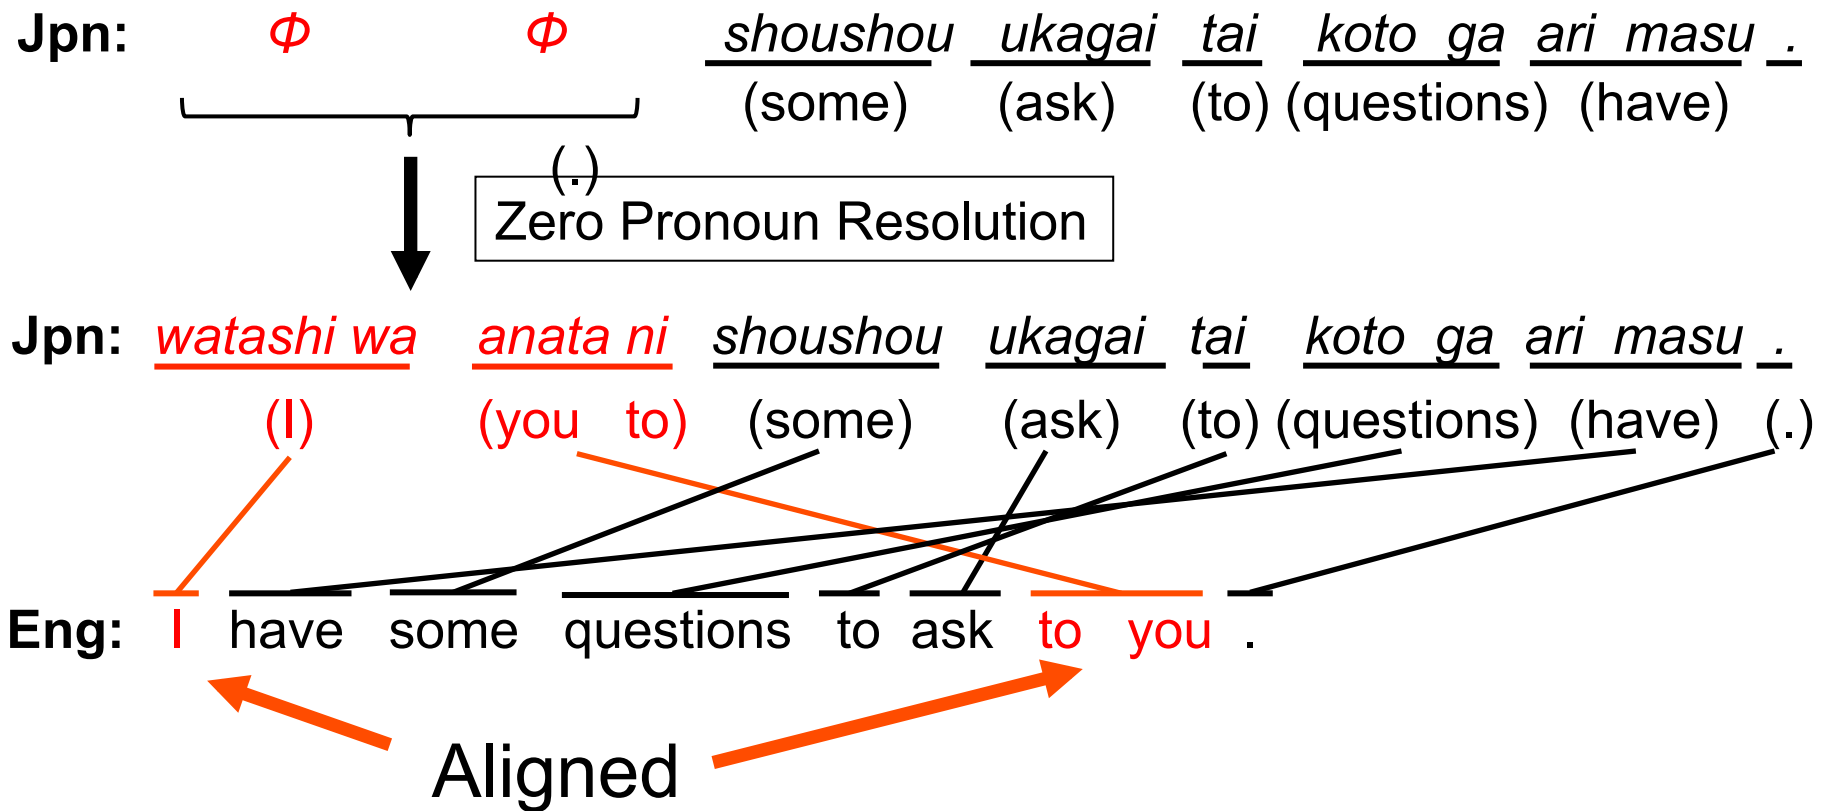 Jpn: Φ Φ shoushou ukagai tai koto ga ari masu .
(some) (ask) (to) (questions) (have)
(.)
Zero Pronoun Resolution
Jpn: watashi wa anata ni shoushou ukagai tai koto ga ari masu .
(I) (you to) (some) (ask) (to) (questions) (have) (.)
Eng: I have some questions to ask to you .
Aligned